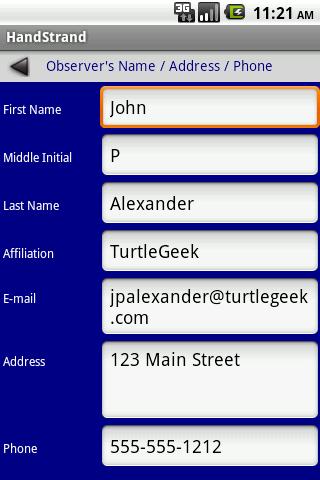 3G 11:21 AM
HandStrand
Observer's Name / Address / Phone
First Name John
Middle Initial P
Last Name Alexander
Affiliation TurtleGeek
E-mail jpalexander@turtlegeek
.com
Address 123 Main Street
Phone 555-555-1212